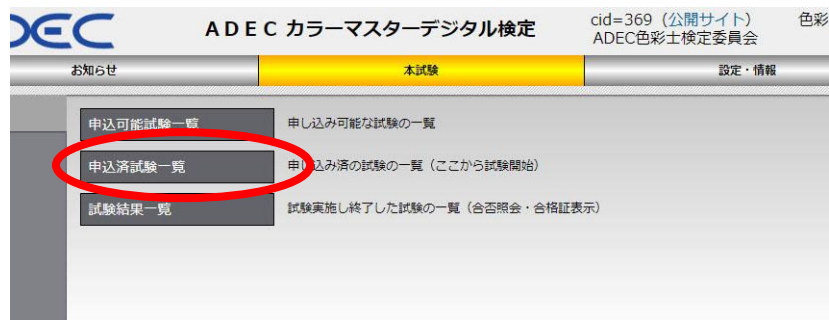 DEC
ADEC カラーマスターデジタル検定
cid=369（公開サイト） 色彩
ADEC色彩士検定委員会
お知らせ 本試験 設定・情報
申込可能試験一覧 申し込み可能な試験の一覧
申込済試験一覧 申し込み済の試験の一覧（ここから試験開始）
試験結果一覧 試験実施し終了した試験の一覧（合否照会・合格証表示）